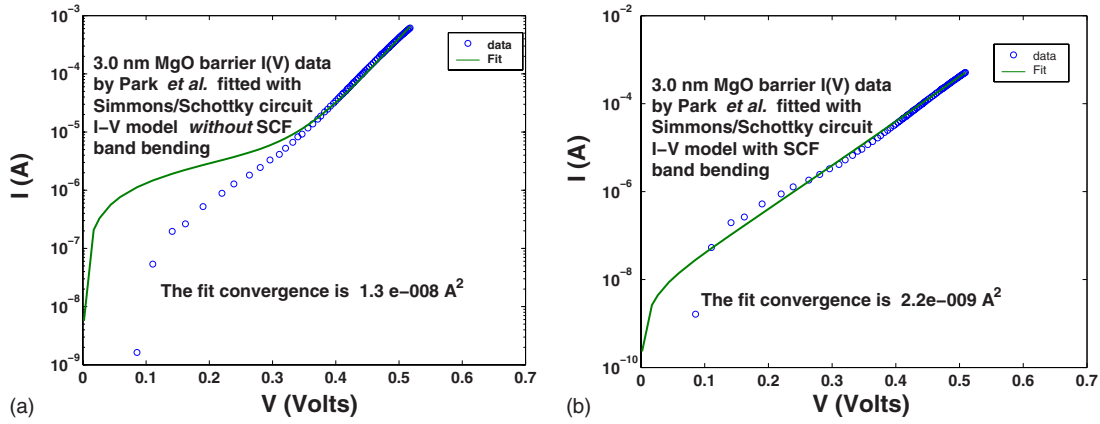 10^-3
10^-4
10^-5
10^-6
10^-7
10^-8
10^-9
I (A)
3.0 nm MgO barrier I(V) data
by Park et al. fitted with
Simmons/Schottky circuit
I-V model without SCF
band bending
data
Fit
The fit convergence is 1.3 e-008 A^2
0 0.1 0.2 0.3 0.4 0.5 0.6 0.7
V (Volts)
(a)
10^-2
10^-4
10^-6
10^-8
10^-10
I (A)
3.0 nm MgO barrier I(V) data
by Park et al. fitted with
Simmons/Schottky circuit
I-V model with SCF
band bending
data
Fit
The fit convergence is 2.2e-009 A^2
0 0.1 0.2 0.3 0.4 0.5 0.6 0.7
V (Volts)
(b)